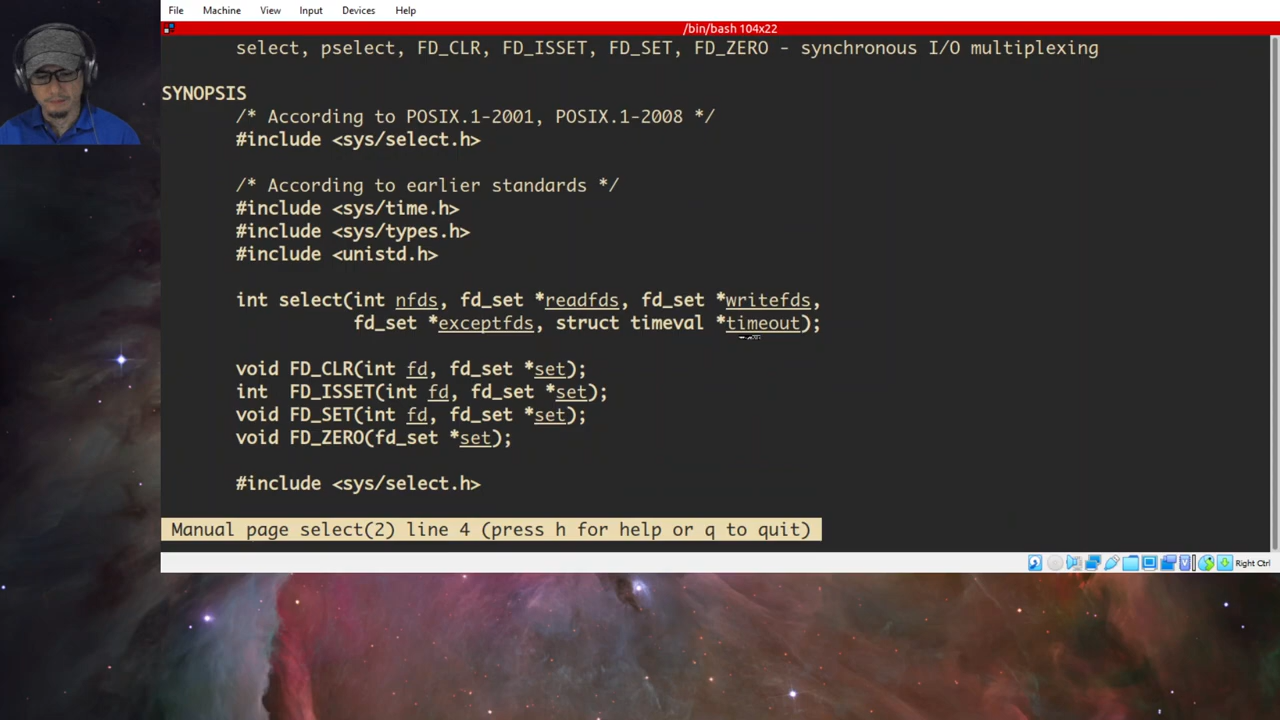 File Machine View Input Devices Help
/bin/bash 104x22
select, pselect, FD_CLR, FD_ISSET, FD_SET, FD_ZERO - synchronous I/O multiplexing
SYNOPSIS
/* According to POSIX.1-2001, POSIX.1-2008 */
#include <sys/select.h>
/* According to earlier standards */
#include <sys/time.h>
#include <sys/types.h>
#include <unistd.h>
int select(int nfds, fd_set *readfds, fd_set *writefds,
fd_set *exceptfds, struct timeval *timeout);
void FD_CLR(int fd, fd_set *set);
int FD_ISSET(int fd, fd_set *set);
void FD_SET(int fd, fd_set *set);
void FD_ZERO(fd_set *set);
#include <sys/select.h>
Manual page select(2) line 4 (press h for help or q to quit)
Right Ctrl